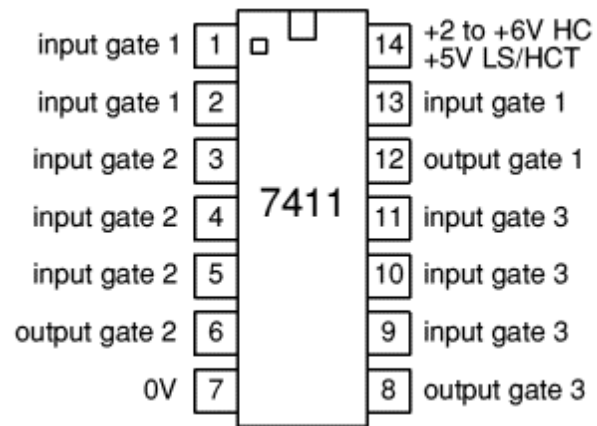 input gate 1 1
input gate 1 2
input gate 2 3
input gate 2 4
input gate 2 5
output gate 2 6
0V 7
7411
14 +2 to +6V HC
+5V LS/HCT
13 input gate 1
12 output gate 1
11 input gate 3
10 input gate 3
9 input gate 3
8 output gate 3